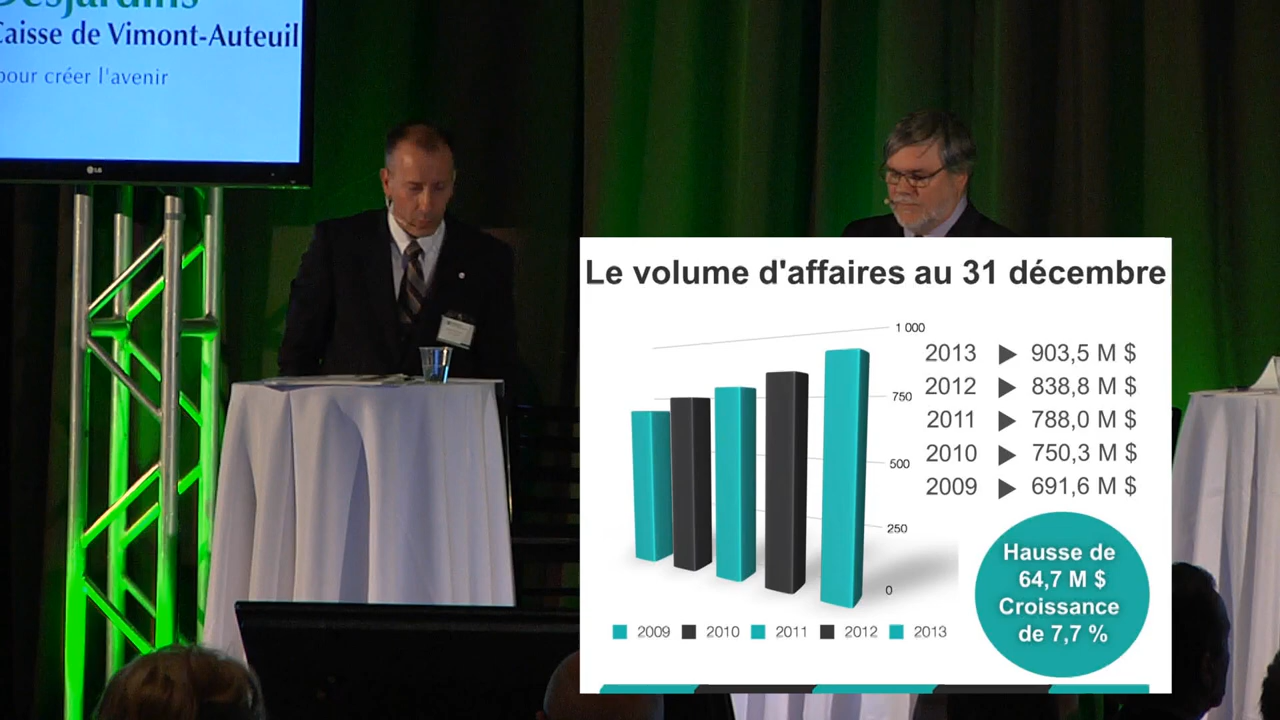 Desjardins
Caisse de Vimont-Auteuil
pour créer l'avenir
LG
Le volume d'affaires au 31 décembre
1 000
750
500
250
0
2013 ▶ 903,5 M $
2012 ▶ 838,8 M $
2011 ▶ 788,0 M $
2010 ▶ 750,3 M $
2009 ▶ 691,6 M $
Hausse de
64,7 M $
Croissance
de 7,7 %
2009 2010 2011 2012 2013